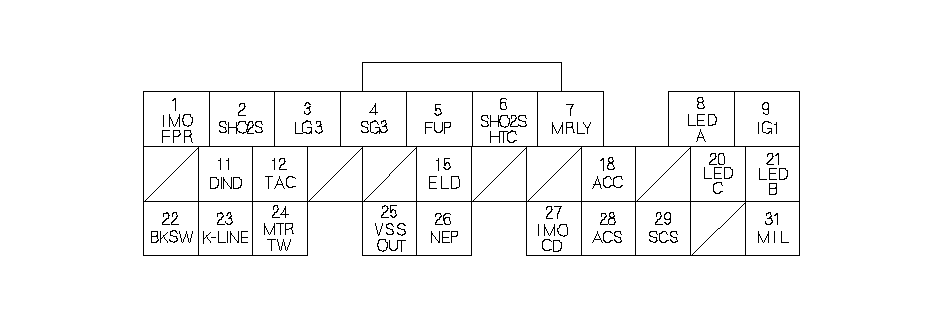 1 IMO FPR
2 SHO2S
3 LG3
4 SG3
5 FUP
6 SHO2S HTC
7 MRLY
8 LED A
9 IG1
11 DIND
12 TAC
15 ELD
18 ACC
20 LED C
21 LED B
22 BKSW
23 K-LINE
24 MTR TW
25 VSS OUT
26 NEP
27 IMO CD
28 ACS
29 SCS
31 MIL